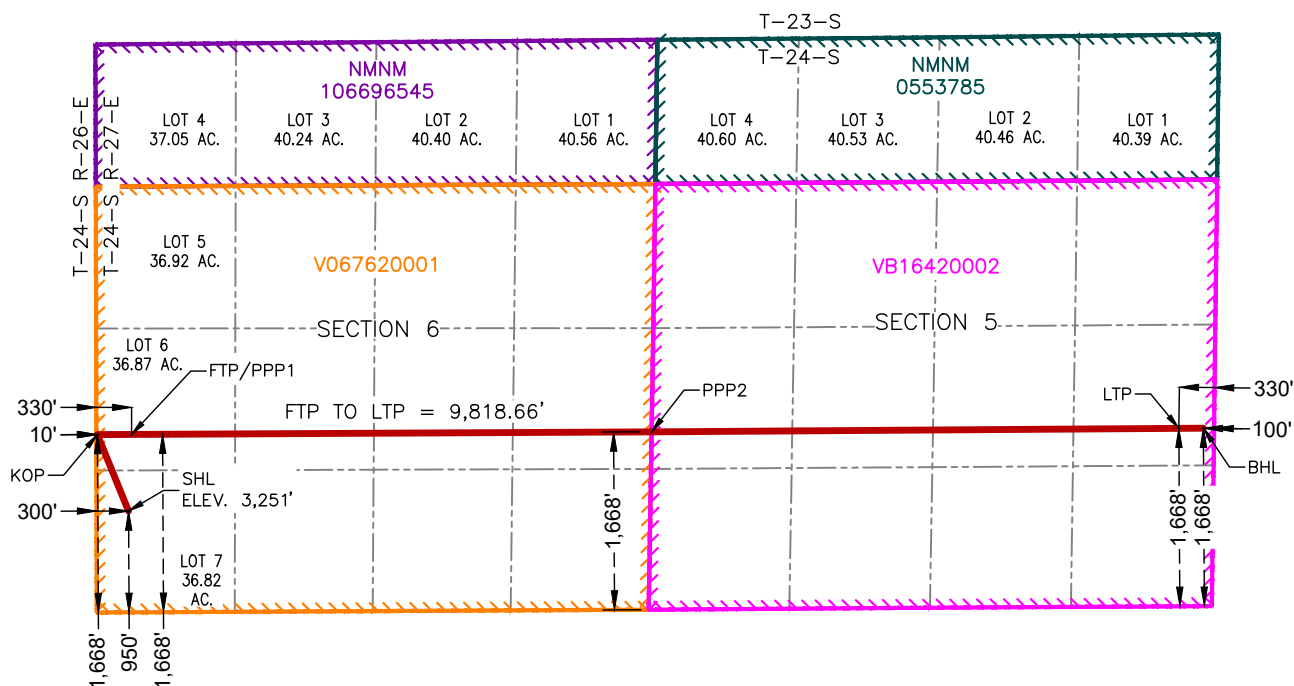 T-23-S
T-24-S
NMNM
106696545
NMNM
0553785
LOT 4
37.05 AC.
LOT 3
40.24 AC.
LOT 2
40.40 AC.
LOT 1
40.56 AC.
LOT 4
40.60 AC.
LOT 3
40.53 AC.
LOT 2
40.46 AC.
LOT 1
40.39 AC.
T-24-S R-26-E
T-24-S R-27-E
LOT 5
36.92 AC.
V067620001
VB16420002
SECTION 6
SECTION 5
LOT 6
36.87 AC.
FTP/PPP1
PPP2
LTP
330'
330'
FTP TO LTP = 9,818.66'
10'
100'
KOP
BHL
SHL
ELEV. 3,251'
300'
1,668'
1,668'
1,668'
LOT 7
36.82
AC.
1,668'
950'
1,668'